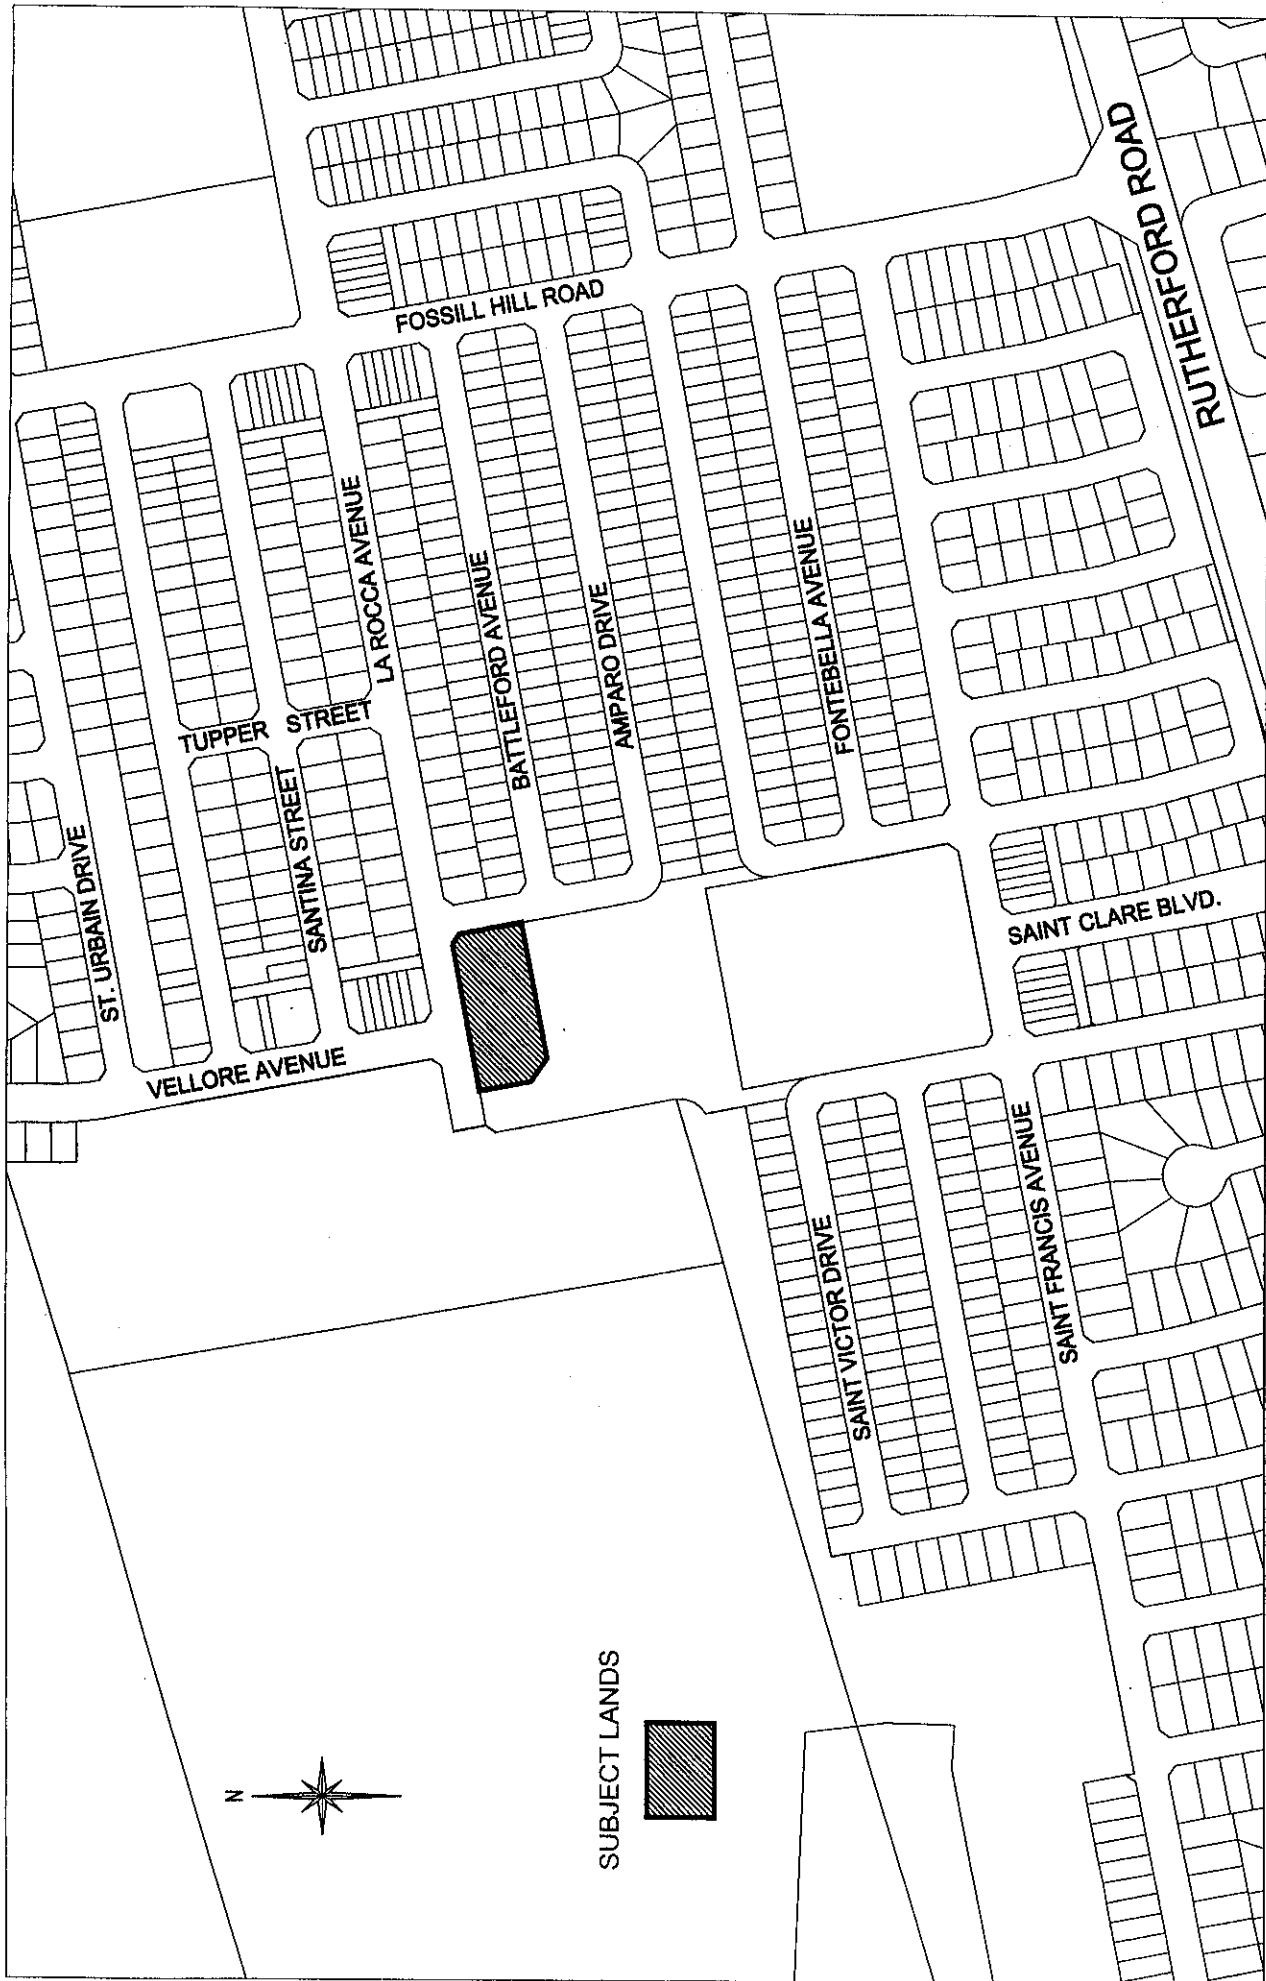 FOSSILL HILL ROAD
RUTHERFORD ROAD
LA ROCCA AVENUE
BATTLEFORD AVENUE
AMPARO DRIVE
FONTEBELLA AVENUE
TUPPER STREET
SANTINA STREET
ST. URBAIN DRIVE
VELLORE AVENUE
SAINT CLARE BLVD.
SAINT VICTOR DRIVE
SAINT FRANCIS AVENUE
N
SUBJECT LANDS